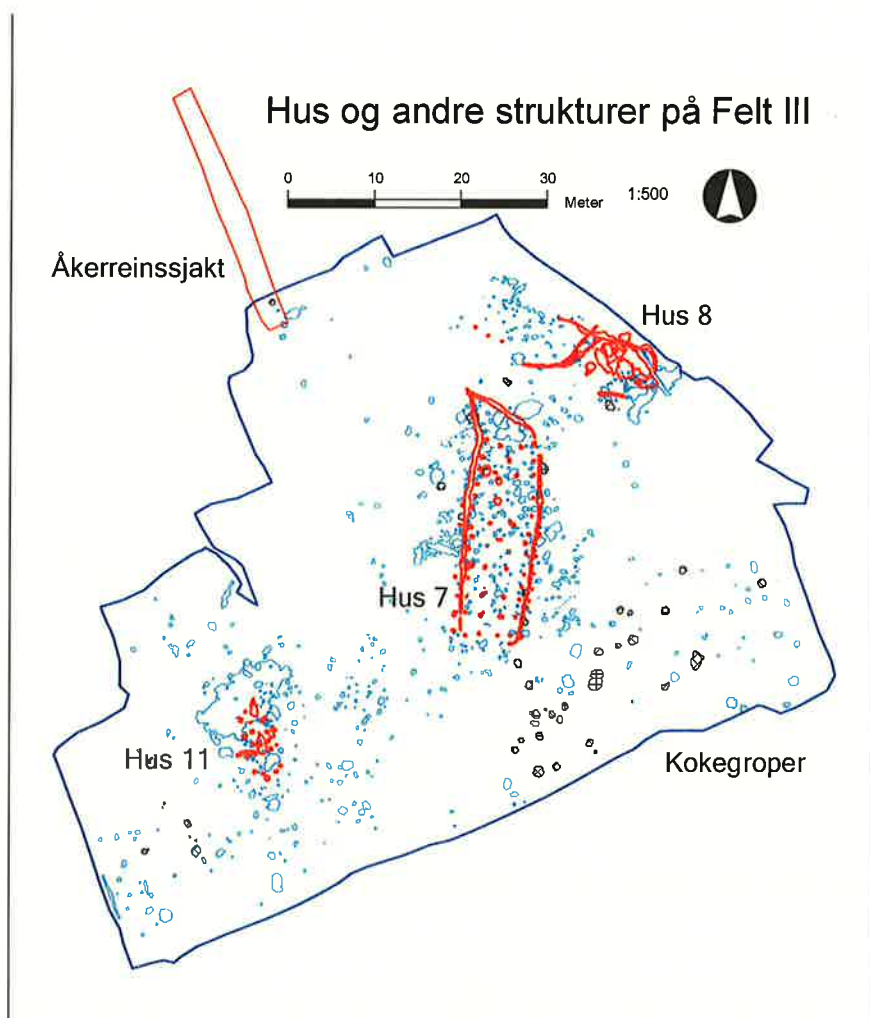 Hus og andre strukturer på Felt III
0 10 20 30
Meter
1:500
Åkerreinssjakt
Hus 8
Hus 7
Hus 11
Kokegroper